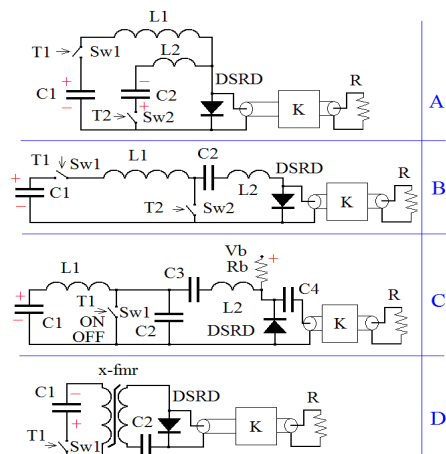 L1
T1 Sw1
L2
+ − DSRD R
C1 C2
− + K
T2 Sw2 A
T1 C2 DSRD
Sw1 L1 R
+ L2
C1 T2 Sw2 K B
−
Vb
Rb +
L1 C3
T1 L2 C4 R
+ Sw1
C1 ON C2 DSRD K C
− OFF
x-fmr
C1 − DSRD R
+ C2
T1 Sw1 K D